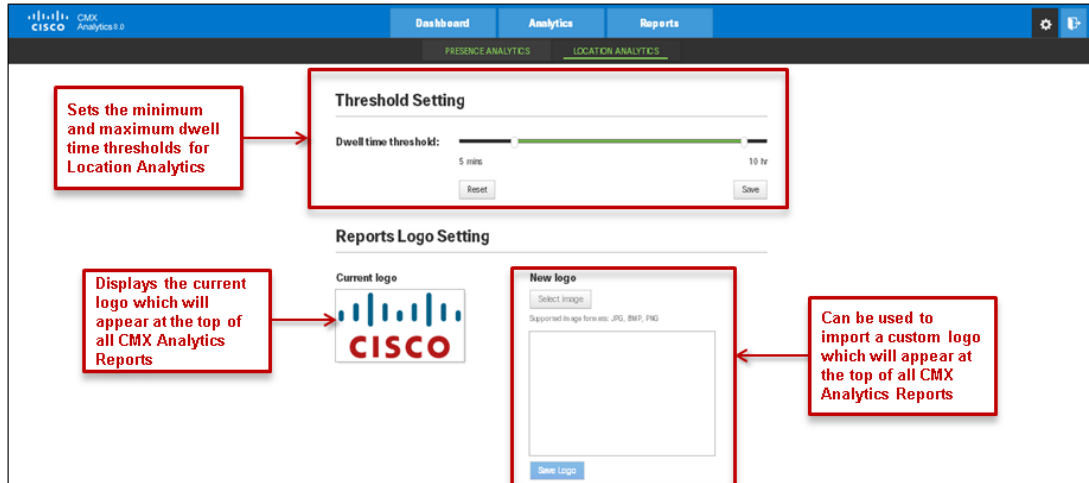 CISCO
CMX
Analytics 8.0
Dashboard
Analytics
Reports
PRESENCE ANALYTICS
LOCATION ANALYTICS
Sets the minimum
and maximum dwell
time thresholds for
Location Analytics
Threshold Setting
Dwell time threshold:
5 mins
10 hr
Reset
Save
Reports Logo Setting
Displays the current
logo which will
appear at the top of
all CMX Analytics
Reports
Current logo
CISCO
New logo
Select image
Supported image formats: JPG, BMP, PNG
Save Logo
Can be used to
import a custom logo
which will appear at
the top of all CMX
Analytics Reports